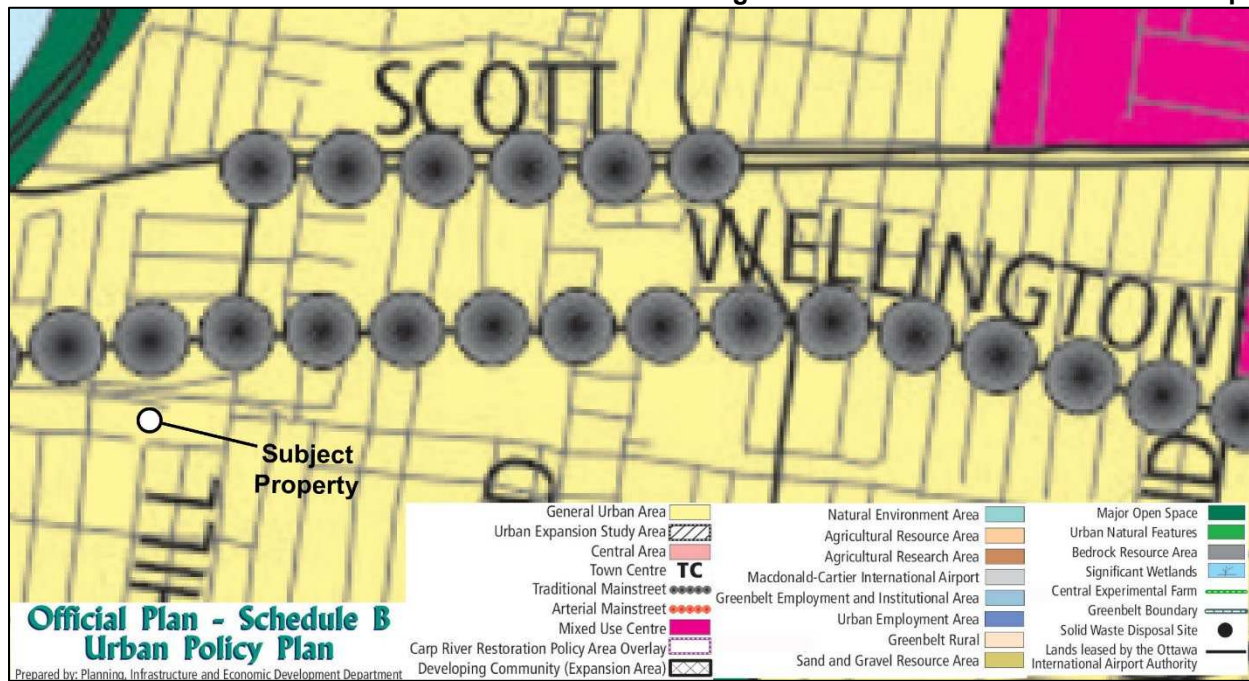 SCOTT
WELLINGTON
Subject
Property
HILL
General Urban Area
Urban Expansion Study Area
Central Area
Town Centre TC
Traditional Mainstreet
Arterial Mainstreet
Mixed Use Centre
Carp River Restoration Policy Area Overlay
Developing Community (Expansion Area)
Natural Environment Area
Agricultural Resource Area
Agricultural Research Area
Macdonald-Cartier International Airport
Greenbelt Employment and Institutional Area
Urban Employment Area
Greenbelt Rural
Sand and Gravel Resource Area
Major Open Space
Urban Natural Features
Bedrock Resource Area
Significant Wetlands
Central Experimental Farm
Greenbelt Boundary
Solid Waste Disposal Site
Lands leased by the Ottawa
International Airport Authority
Official Plan - Schedule B
Urban Policy Plan
Prepared by: Planning, Infrastructure and Economic Development Department